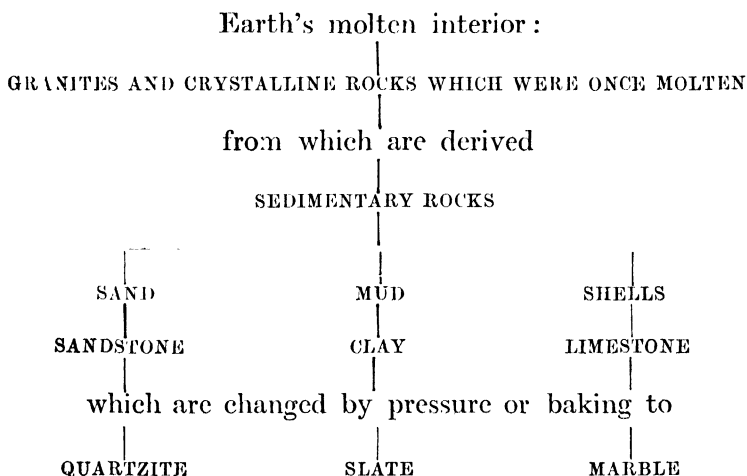 Earth's molten interior:
GRANITES AND CRYSTALLINE ROCKS WHICH WERE ONCE MOLTEN
from which are derived
SEDIMENTARY ROCKS
SAND MUD SHELLS
SANDSTONE CLAY LIMESTONE
which are changed by pressure or baking to
QUARTZITE SLATE MARBLE